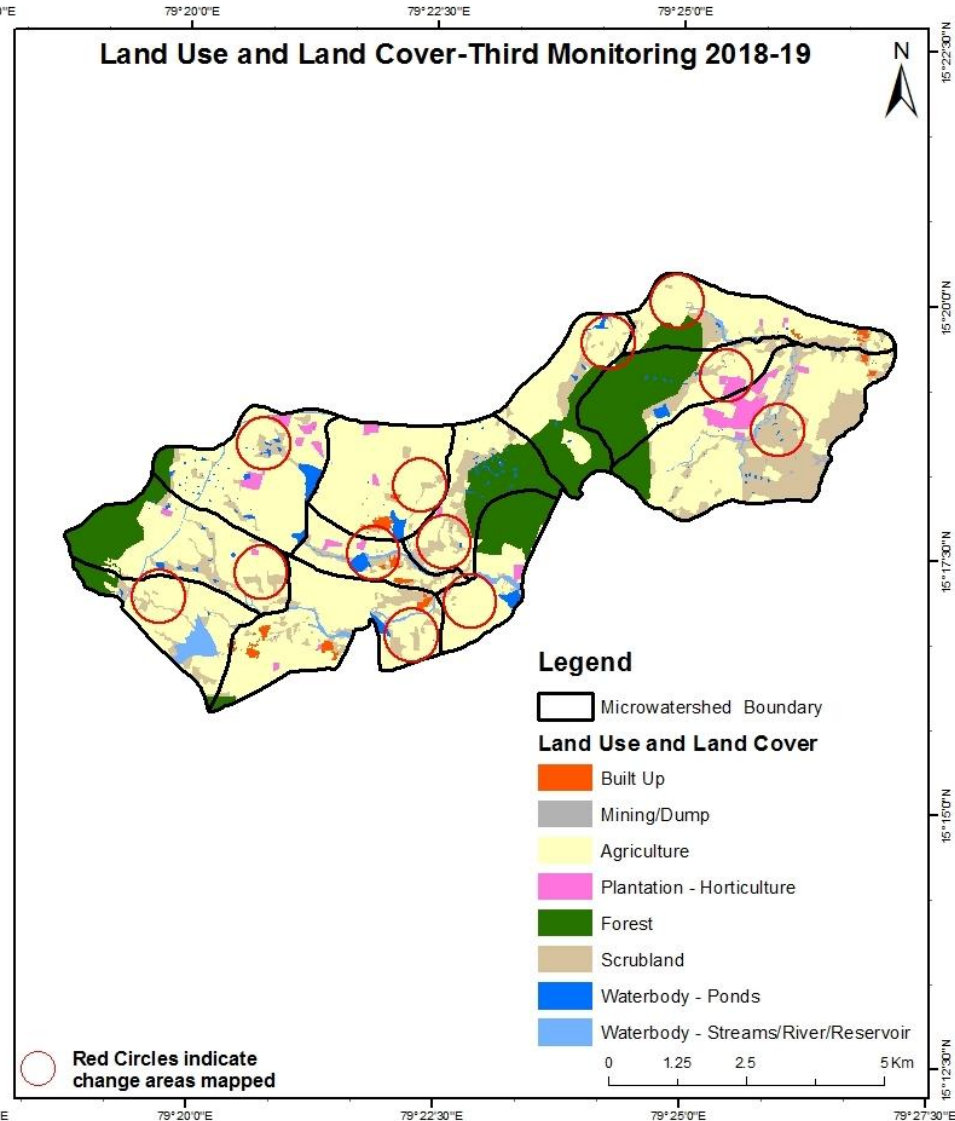 "E
79°20'0"E
79°22'30"E
79°25'0"E
Land Use and Land Cover-Third Monitoring 2018-19
N
15°22'30"N
15°20'0"N
15°17'30"N
15°15'0"N
15°12'30"N
Legend
Microwatershed Boundary
Land Use and Land Cover
Built Up
Mining/Dump
Agriculture
Plantation - Horticulture
Forest
Scrubland
Waterbody - Ponds
Waterbody - Streams/River/Reservoir
0 1.25 2.5 5 Km
Red Circles indicate
change areas mapped
E
79°20'0"E
79°22'30"E
79°25'0"E
79°27'30"E